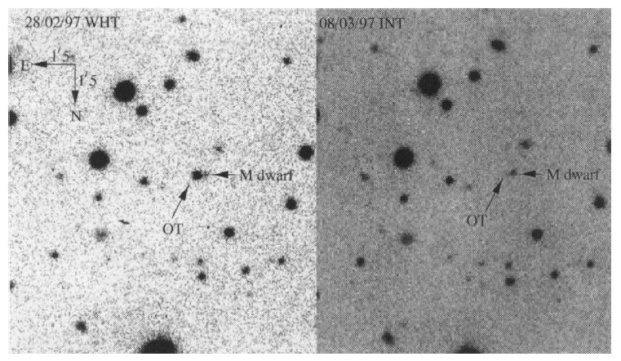 28/02/97 WHT
E
1'5
1'5
N
M dwarf
OT
08/03/97 INT
M dwarf
OT